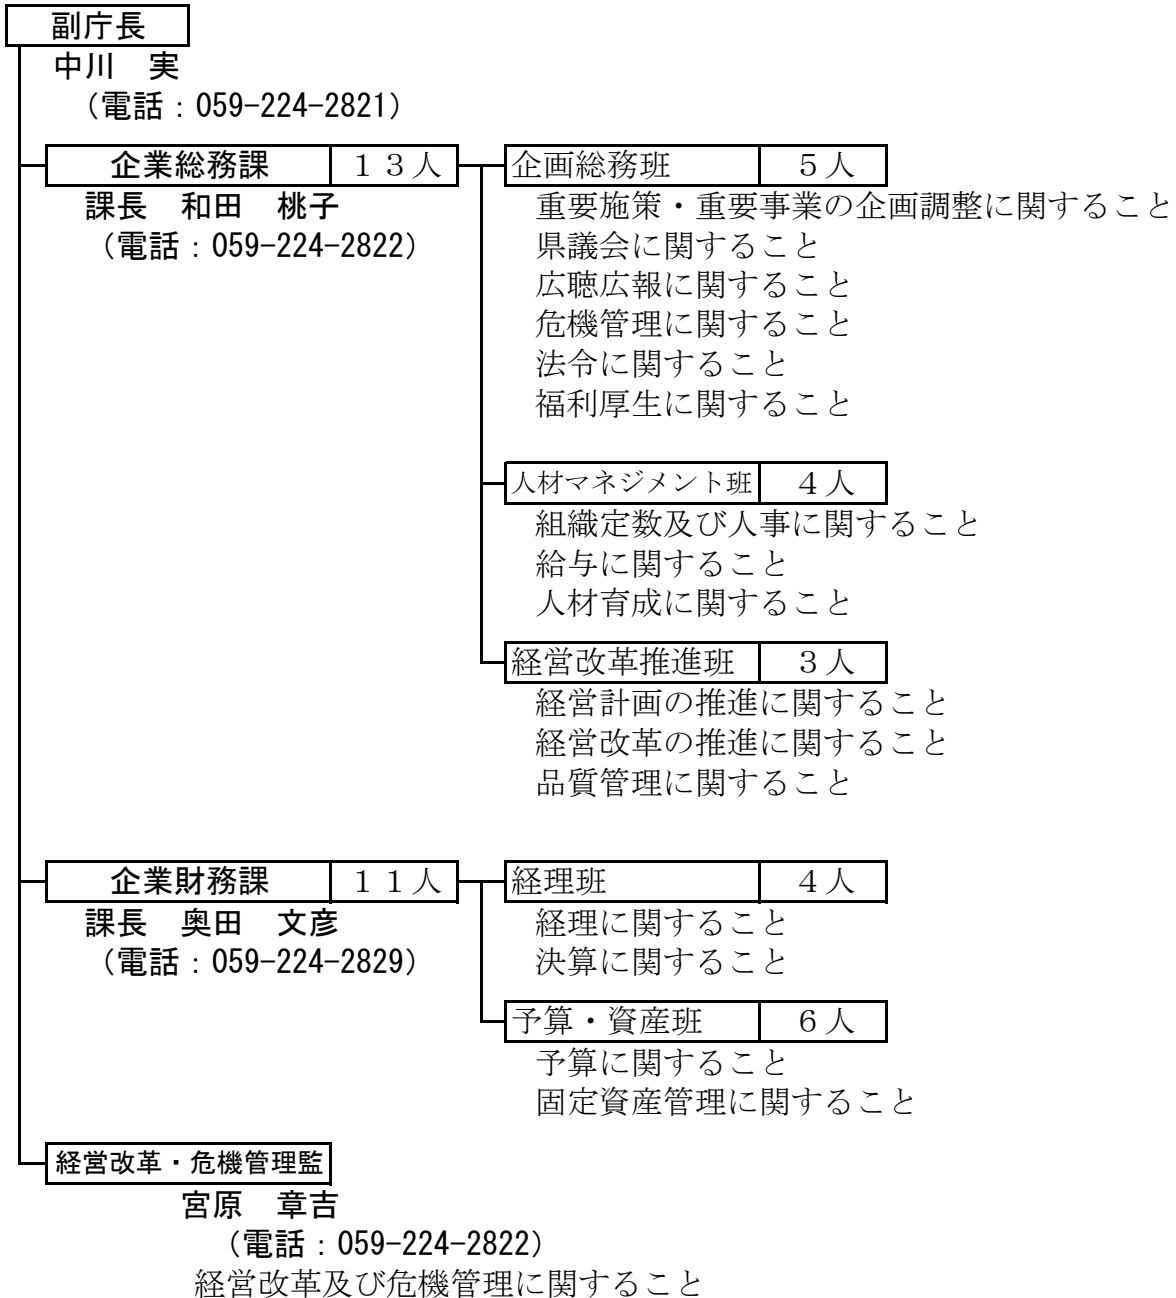 副庁長
中川　実
（電話：059-224-2821）
企業総務課　１３人　企画総務班　５人
課長　和田　桃子　重要施策・重要事業の企画調整に関すること
（電話：059-224-2822）　県議会に関すること
広聴広報に関すること
危機管理に関すること
法令に関すること
福利厚生に関すること
人材マネジメント班　４人
組織定数及び人事に関すること
給与に関すること
人材育成に関すること
経営改革推進班　３人
経営計画の推進に関すること
経営改革の推進に関すること
品質管理に関すること
企業財務課　１１人　経理班　４人
課長　奥田　文彦　経理に関すること
（電話：059-224-2829）　決算に関すること
予算・資産班　６人
予算に関すること
固定資産管理に関すること
経営改革・危機管理監
宮原　章吉
（電話：059-224-2822）
経営改革及び危機管理に関すること